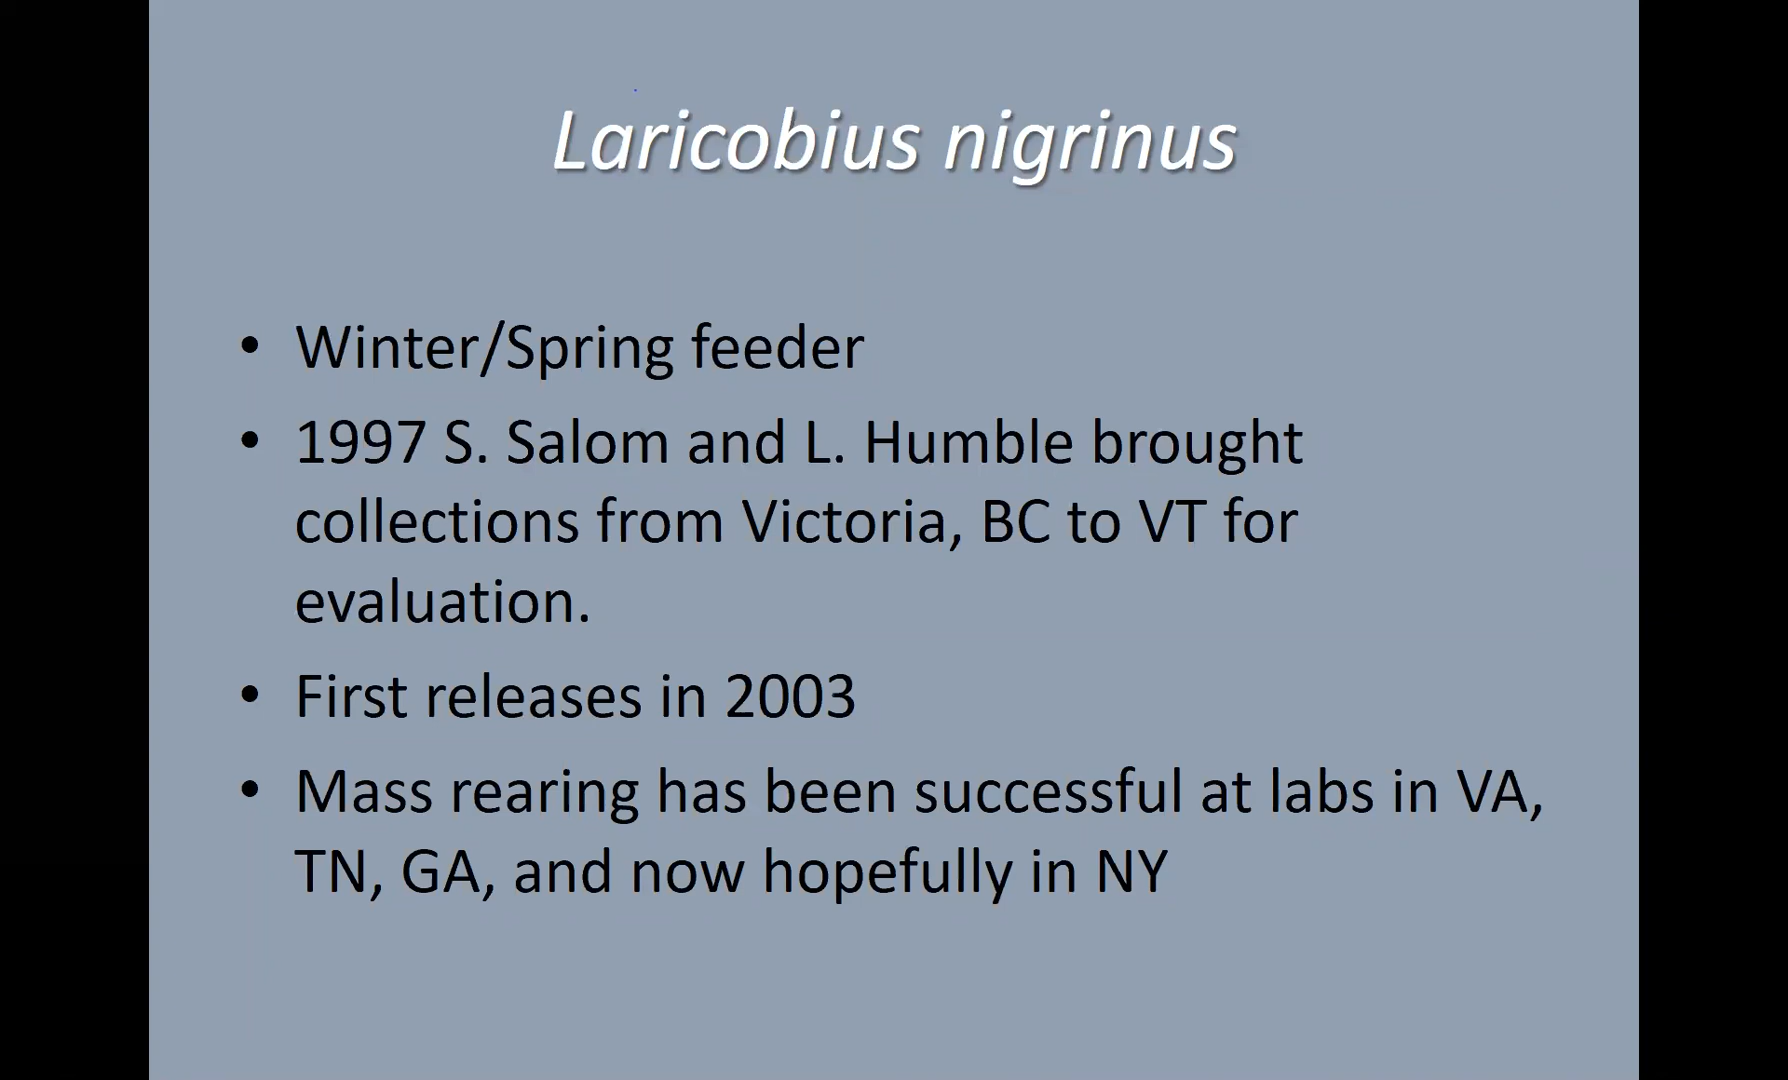 Laricobius nigrinus
• Winter/Spring feeder
• 1997 S. Salom and L. Humble brought
collections from Victoria, BC to VT for
evaluation.
• First releases in 2003
• Mass rearing has been successful at labs in VA,
TN, GA, and now hopefully in NY